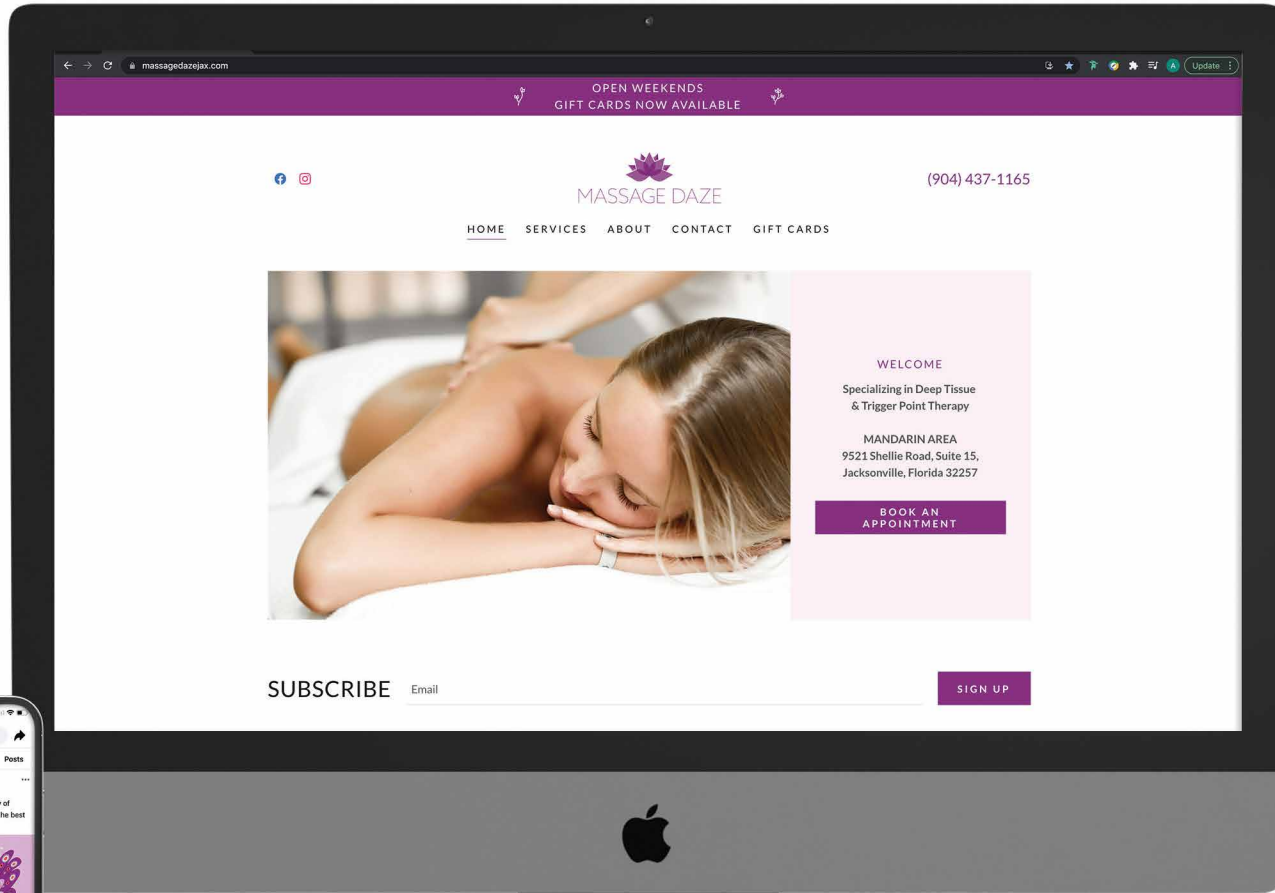 massagedazejax.com
Update
OPEN WEEKENDS
GIFT CARDS NOW AVAILABLE
(904) 437-1165
MASSAGE DAZE
HOME SERVICES ABOUT CONTACT GIFT CARDS
WELCOME
Specializing in Deep Tissue
& Trigger Point Therapy
MANDARIN AREA
9521 Shellie Road, Suite 15,
Jacksonville, Florida 32257
BOOK AN
APPOINTMENT
SUBSCRIBE Email SIGN UP
Posts
of
the best